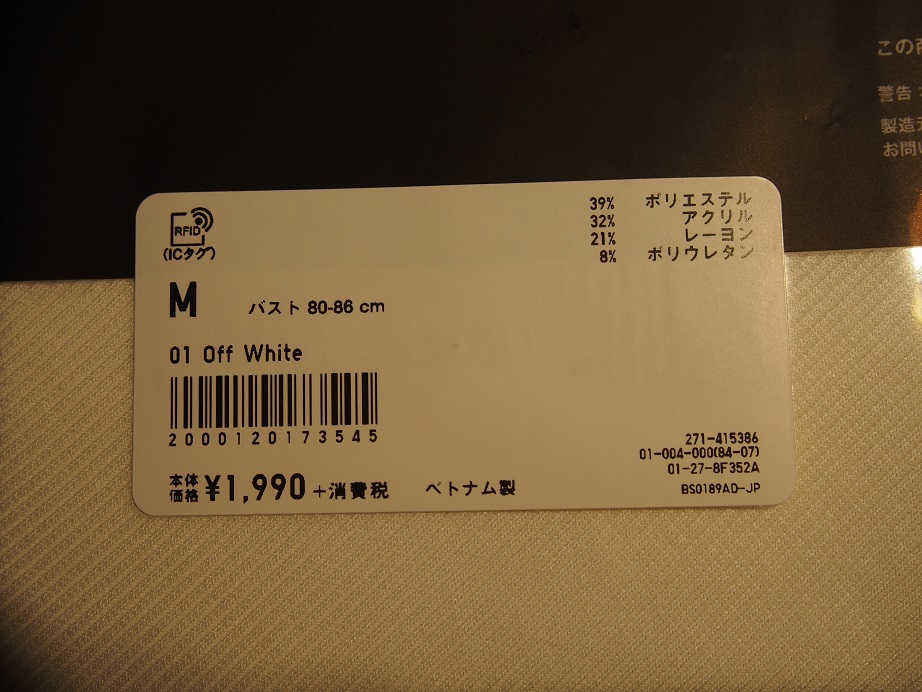 この商
警告：
製造元
お問い
RFID
(ICタグ)
39% ポリエステル
32% アクリル
21% レーヨン
8% ポリウレタン
M バスト 80-86 cm
01 Off White
2000120173545
271-415386
01-004-000(84-07)
01-27-8F352A
BS0189AD-JP
本体価格 ¥1,990 +消費税 ベトナム製